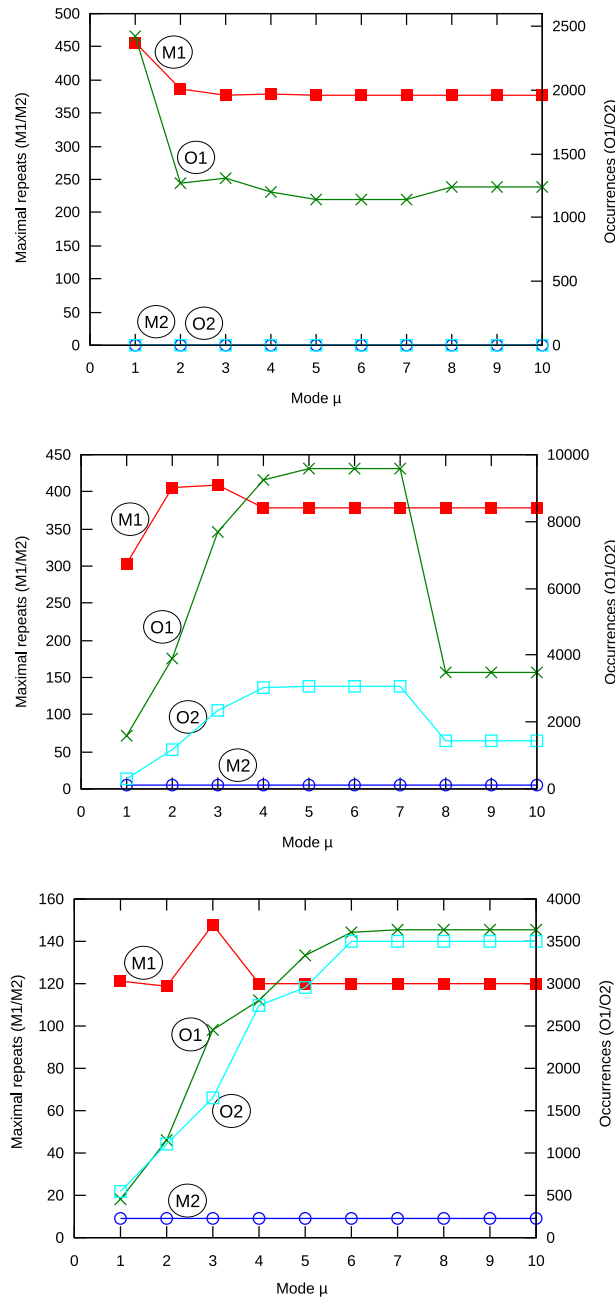 500
450
400
350
300
250
200
150
100
50
0
2500
2000
1500
1000
500
0
Maximal repeats (M1/M2)
Occurrences (O1/O2)
M1
O1
M2
O2
0 1 2 3 4 5 6 7 8 9 10
Mode µ
450
400
350
300
250
200
150
100
50
0
10000
8000
6000
4000
2000
0
Maximal repeats (M1/M2)
Occurrences (O1/O2)
M1
O1
O2
M2
0 1 2 3 4 5 6 7 8 9 10
Mode µ
160
140
120
100
80
60
40
20
0
4000
3500
3000
2500
2000
1500
1000
500
0
Maximal repeats (M1/M2)
Occurrences (O1/O2)
M1
O1
O2
M2
0 1 2 3 4 5 6 7 8 9 10
Mode µ